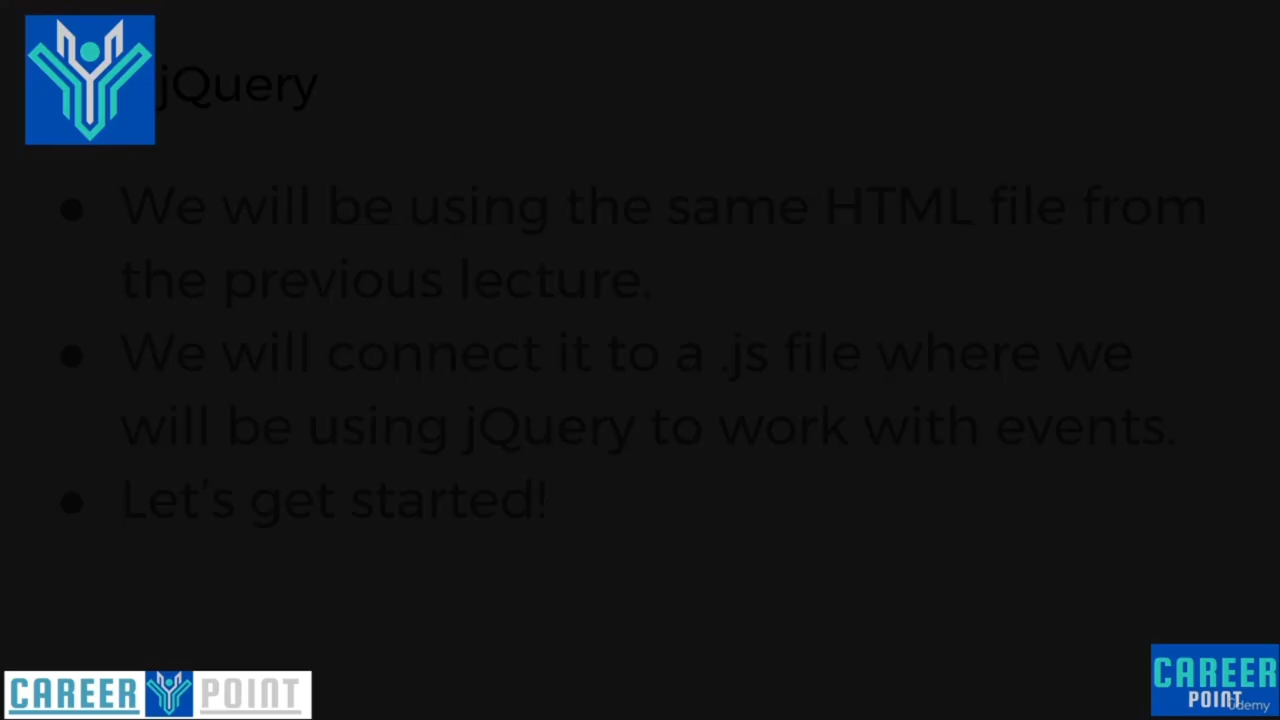 jQuery
● We will be using the same HTML file from
the previous lecture.
● We will connect it to a .js file where we
will be using jQuery to work with events.
● Let's get started!
CAREER POINT
CAREER
POINT
ûdemy